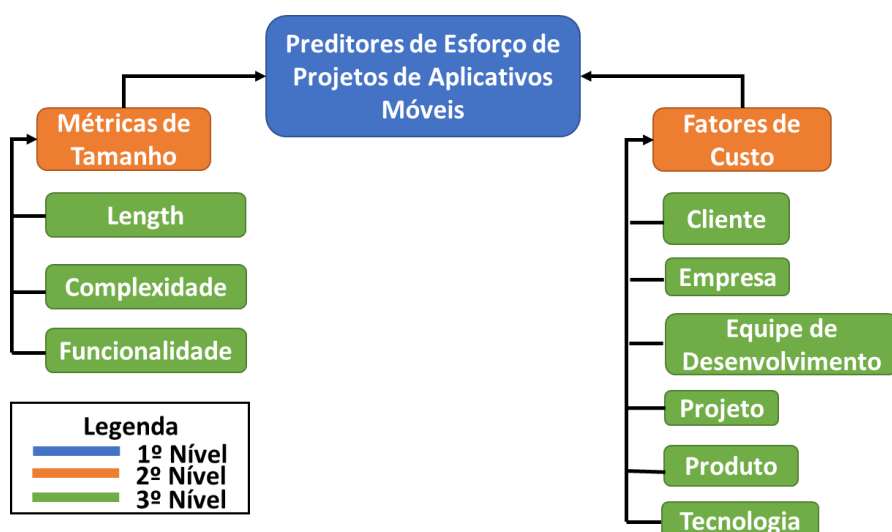 Preditores de Esforço de
Projetos de Aplicativos
Móveis
Métricas de
Tamanho
Length
Complexidade
Funcionalidade
Fatores de
Custo
Cliente
Empresa
Equipe de
Desenvolvimento
Projeto
Produto
Tecnologia
Legenda
1º Nível
2º Nível
3º Nível